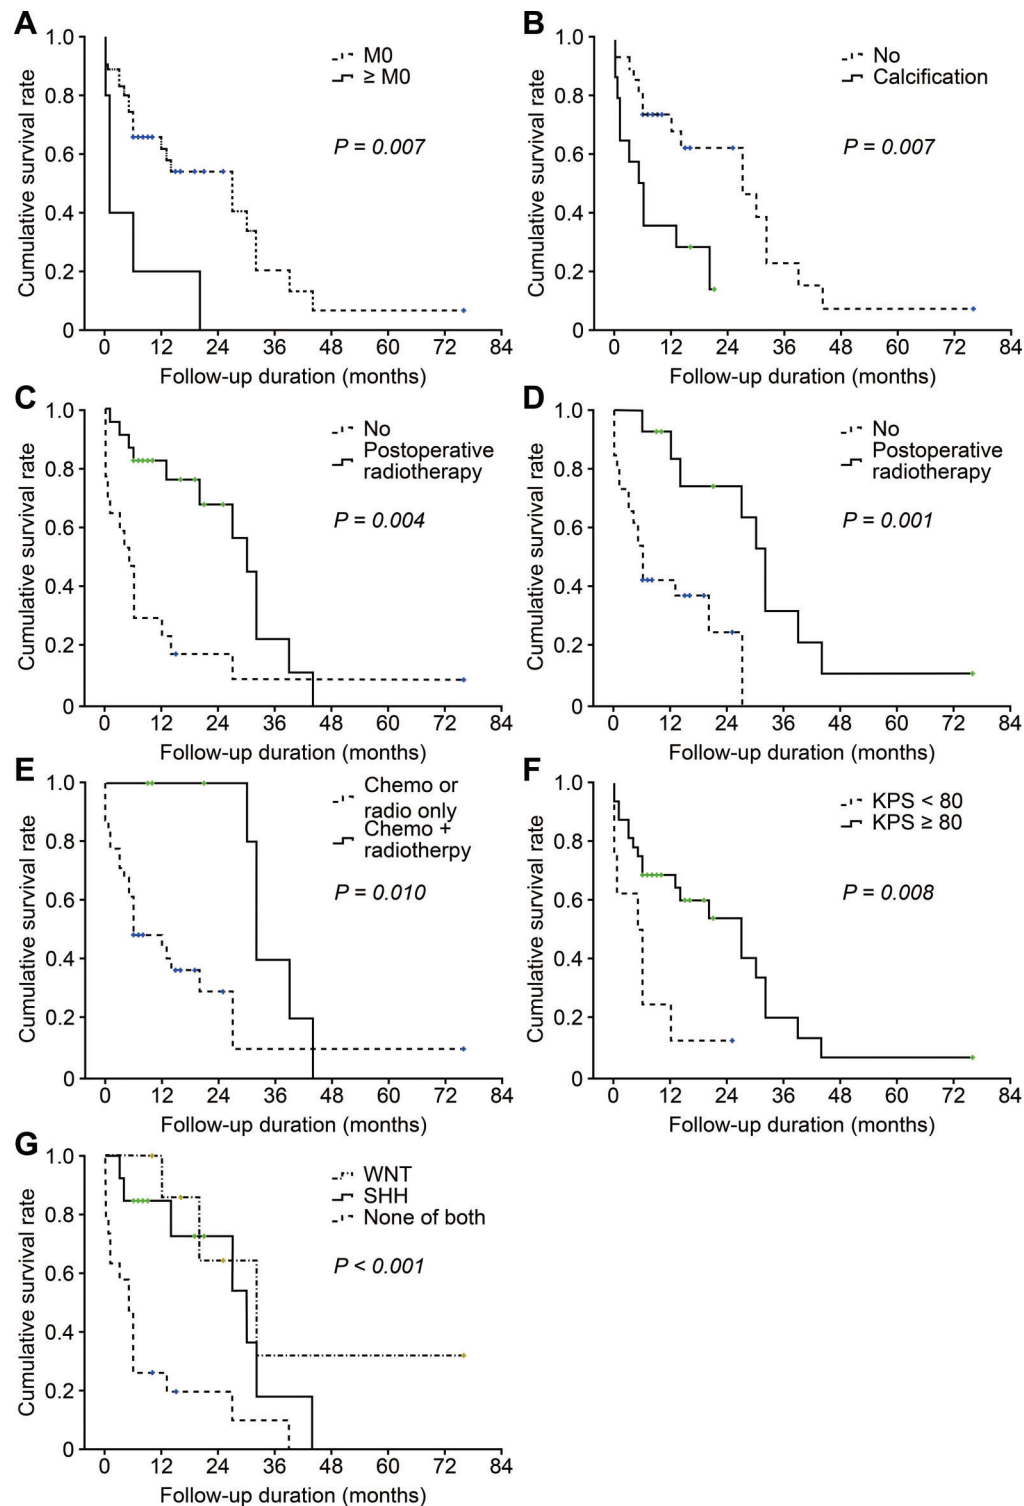 A
Cumulative survival rate
1.0
0.8
0.6
0.4
0.2
0
M0
≥ M0
P = 0.007
0 12 24 36 48 60 72 84
Follow-up duration (months)
B
Cumulative survival rate
1.0
0.8
0.6
0.4
0.2
0
No
Calcification
P = 0.007
0 12 24 36 48 60 72 84
Follow-up duration (months)
C
Cumulative survival rate
1.0
0.8
0.6
0.4
0.2
0
No
Postoperative
radiotherapy
P = 0.004
0 12 24 36 48 60 72 84
Follow-up duration (months)
D
Cumulative survival rate
1.0
0.8
0.6
0.4
0.2
0
No
Postoperative
radiotherapy
P = 0.001
0 12 24 36 48 60 72 84
Follow-up duration (months)
E
Cumulative survival rate
1.0
0.8
0.6
0.4
0.2
0
Chemo or
radio only
Chemo +
radiotherpy
P = 0.010
0 12 24 36 48 60 72 84
Follow-up duration (months)
F
Cumulative survival rate
1.0
0.8
0.6
0.4
0.2
0
KPS < 80
KPS ≥ 80
P = 0.008
0 12 24 36 48 60 72 84
Follow-up duration (months)
G
Cumulative survival rate
1.0
0.8
0.6
0.4
0.2
0
WNT
SHH
None of both
P < 0.001
0 12 24 36 48 60 72 84
Follow-up duration (months)